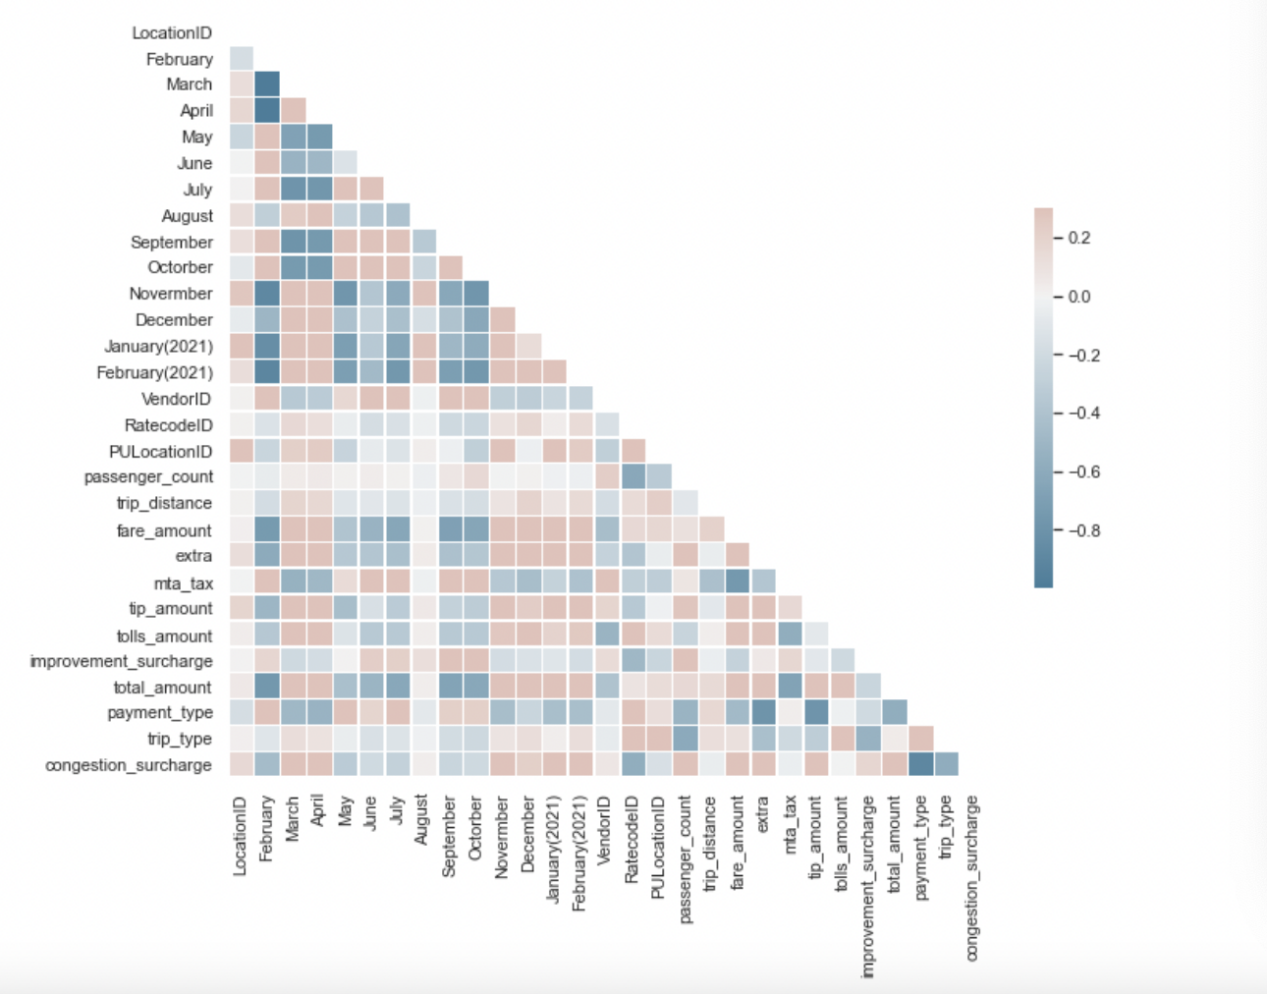 LocationID
February
March
April
May
June
July
August
September
Octorber
Novermber
December
January(2021)
February(2021)
VendorID
RatecodeID
PULocationID
passenger_count
trip_distance
fare_amount
extra
mta_tax
tip_amount
tolls_amount
improvement_surcharge
total_amount
payment_type
trip_type
congestion_surcharge
LocationID
February
March
April
May
June
July
August
September
Octorber
Novermber
December
January(2021)
February(2021)
VendorID
RatecodeID
PULocationID
passenger_count
trip_distance
fare_amount
extra
mta_tax
tip_amount
tolls_amount
improvement_surcharge
total_amount
payment_type
trip_type
congestion_surcharge
0.2
0.0
−0.2
−0.4
−0.6
−0.8